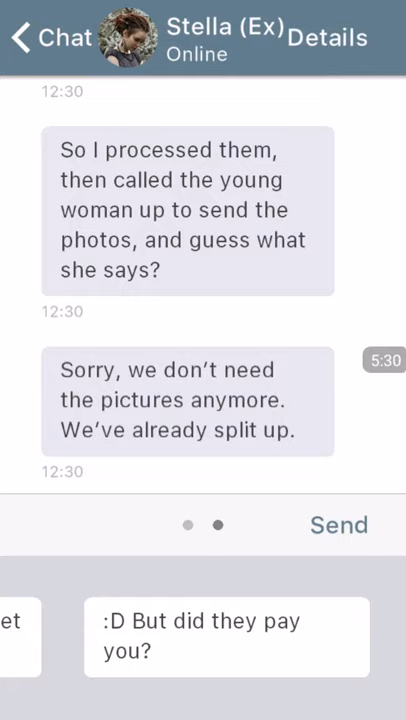 Chat
Stella (Ex)
Details
Online
12:30
So I processed them,
then called the young
woman up to send the
photos, and guess what
she says?
12:30
5:30
Sorry, we don’t need
the pictures anymore.
We’ve already split up.
12:30
Send
et
:D But did they pay
you?